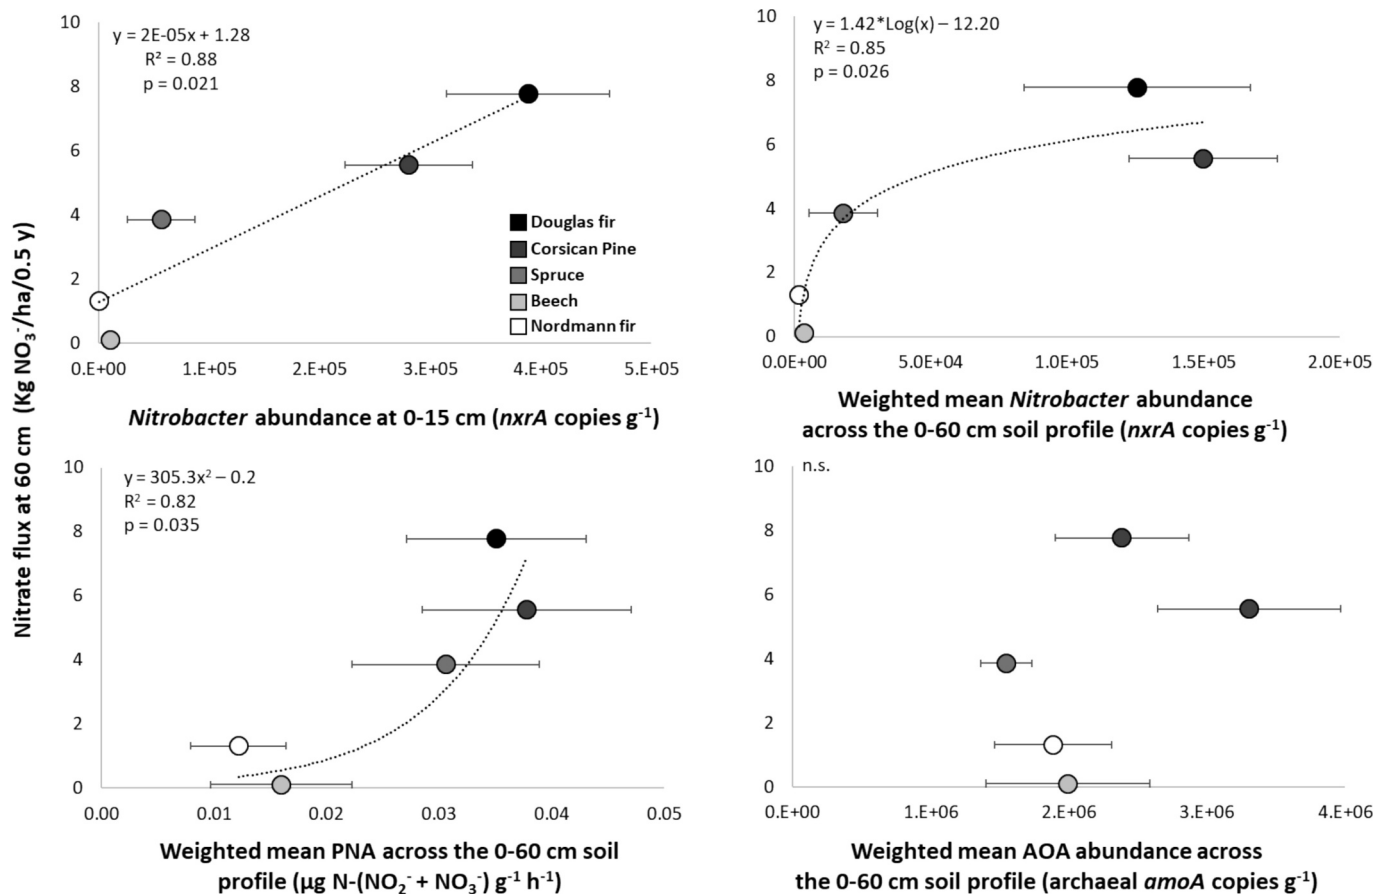 Nitrate flux at 60 cm (Kg NO₃⁻/ha/0.5 y)
y = 2E-05x + 1.28
R² = 0.88
p = 0.021
10
8
6
4
2
0
Douglas fir
Corsican Pine
Spruce
Beech
Nordmann fir
0.E+00 1.E+05 2.E+05 3.E+05 4.E+05 5.E+05
Nitrobacter abundance at 0-15 cm (nxrA copies g⁻¹)
y = 1.42*Log(x) – 12.20
R² = 0.85
p = 0.026
10
8
6
4
2
0
0.0E+00 5.0E+04 1.0E+05 1.5E+05 2.0E+05
Weighted mean Nitrobacter abundance
across the 0-60 cm soil profile (nxrA copies g⁻¹)
y = 305.3x² – 0.2
R² = 0.82
p = 0.035
10
8
6
4
2
0
0.00 0.01 0.02 0.03 0.04 0.05
Weighted mean PNA across the 0-60 cm soil
profile (µg N-(NO₂⁻ + NO₃⁻) g⁻¹ h⁻¹)
n.s.
10
8
6
4
2
0
0.E+00 1.E+06 2.E+06 3.E+06 4.E+06
Weighted mean AOA abundance across
the 0-60 cm soil profile (archaeal amoA copies g⁻¹)